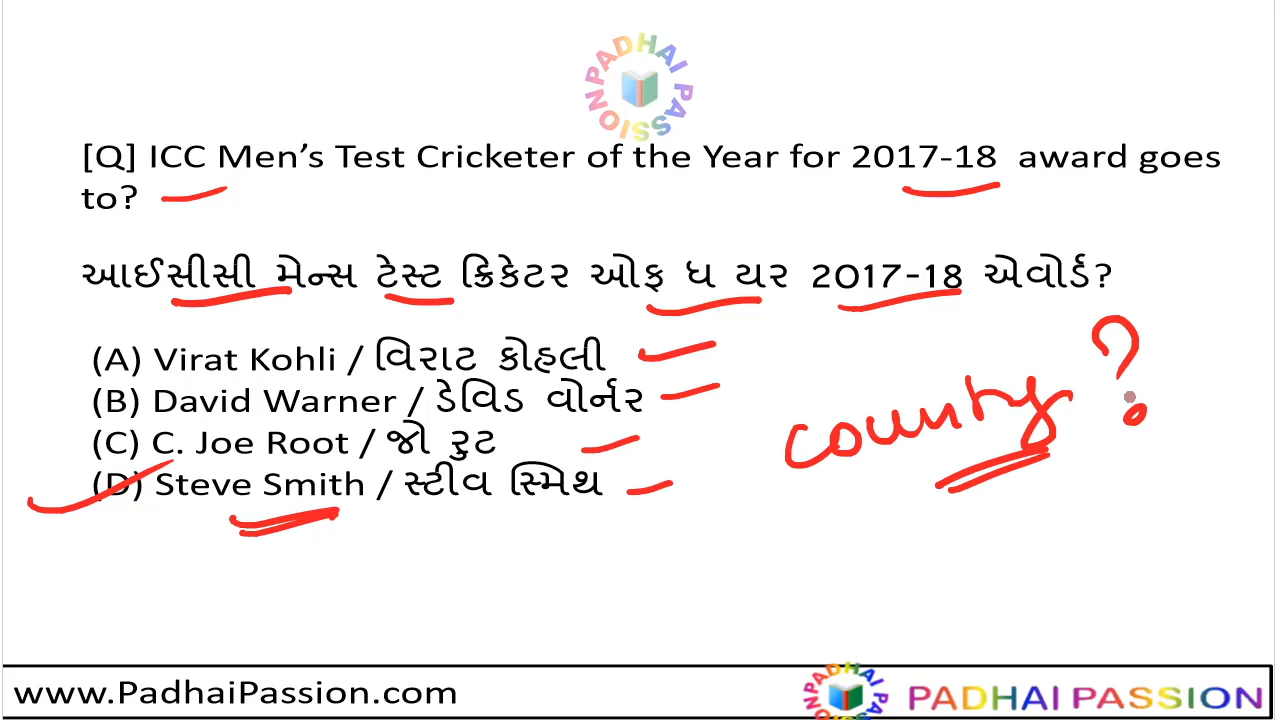 PADHAI PASSION
[Q] ICC Men’s Test Cricketer of the Year for 2017-18 award goes
to?
આઈસીસી મેન્સ ટેસ્ટ ક્રિકેટર ઓફ ધ યર 2017-18 એવોર્ડ?
(A) Virat Kohli / વિરાટ કોહલી
(B) David Warner / ડેવિડ વોર્નર
(C) C. Joe Root / જો રુટ
(D) Steve Smith / સ્ટીવ સ્મિથ
county ?
www.PadhaiPassion.com
PADHAI PASSION
PADHAI PASSION